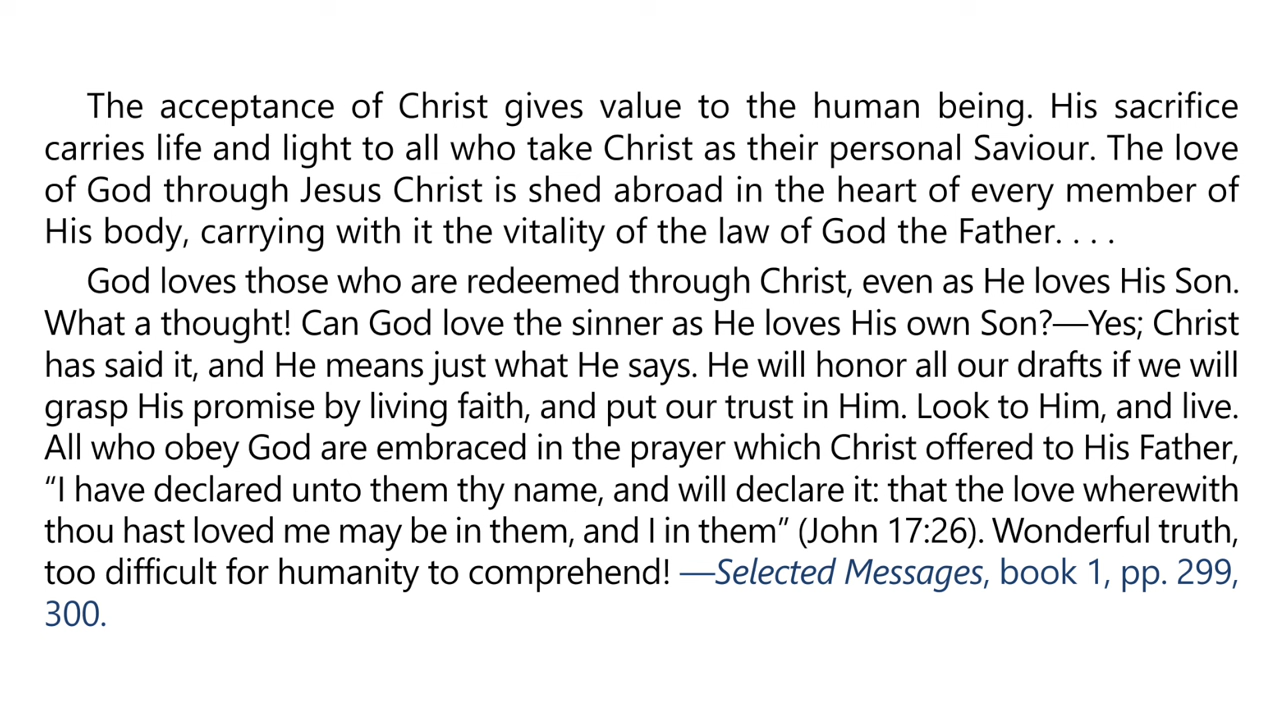 The acceptance of Christ gives value to the human being. His sacrifice
carries life and light to all who take Christ as their personal Saviour. The love
of God through Jesus Christ is shed abroad in the heart of every member of
His body, carrying with it the vitality of the law of God the Father. . . .
God loves those who are redeemed through Christ, even as He loves His Son.
What a thought! Can God love the sinner as He loves His own Son?—Yes; Christ
has said it, and He means just what He says. He will honor all our drafts if we will
grasp His promise by living faith, and put our trust in Him. Look to Him, and live.
All who obey God are embraced in the prayer which Christ offered to His Father,
“I have declared unto them thy name, and will declare it: that the love wherewith
thou hast loved me may be in them, and I in them” (John 17:26). Wonderful truth,
too difficult for humanity to comprehend! —Selected Messages, book 1, pp. 299,
300.